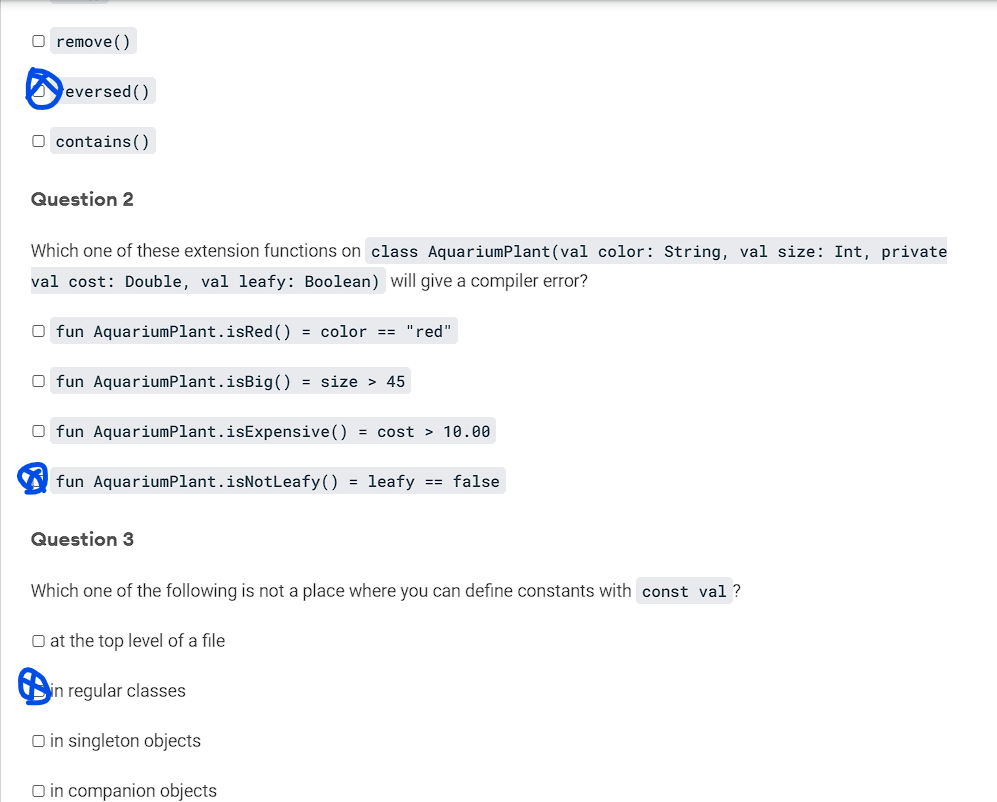 remove()
eversed()
contains()
Question 2
Which one of these extension functions on class AquariumPlant(val color: String, val size: Int, private
val cost: Double, val leafy: Boolean) will give a compiler error?
fun AquariumPlant.isRed() = color == "red"
fun AquariumPlant.isBig() = size > 45
fun AquariumPlant.isExpensive() = cost > 10.00
fun AquariumPlant.isNotLeafy() = leafy == false
Question 3
Which one of the following is not a place where you can define constants with const val?
at the top level of a file
in regular classes
in singleton objects
in companion objects